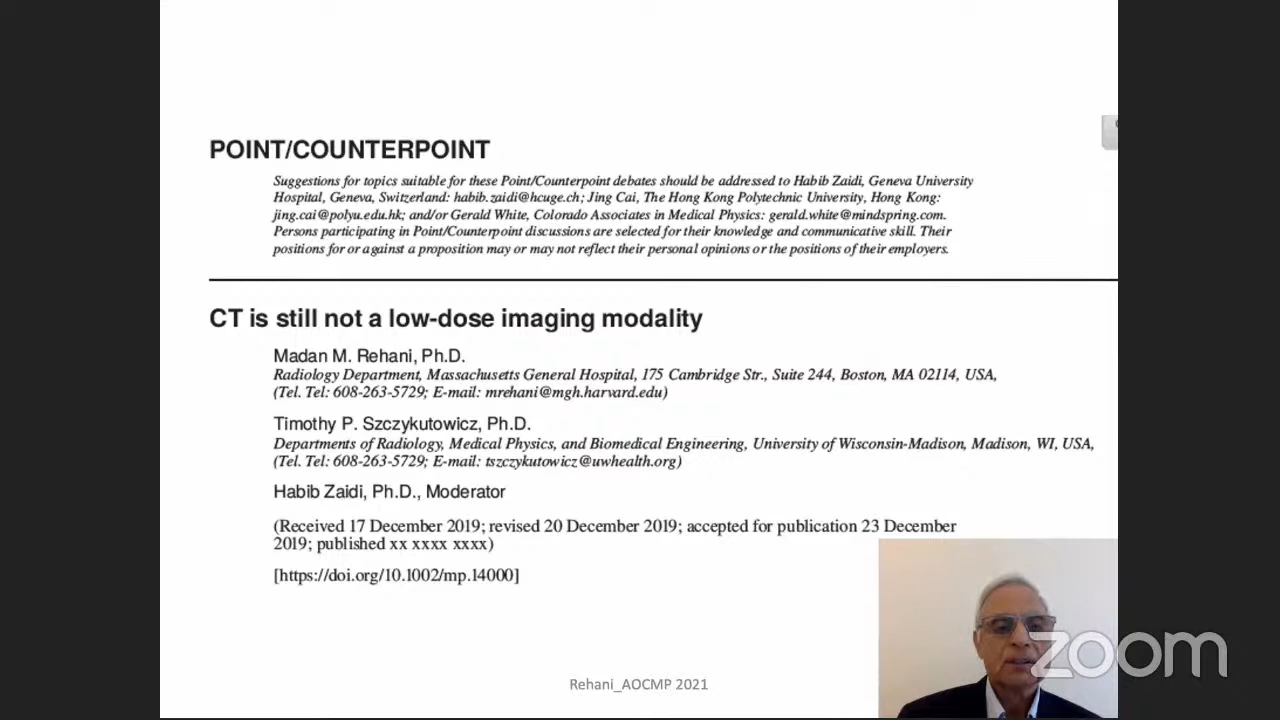 POINT/COUNTERPOINT
Suggestions for topics suitable for these Point/Counterpoint debates should be addressed to Habib Zaidi, Geneva University
Hospital, Geneva, Switzerland: habib.zaidi@hcuge.ch; Jing Cai, The Hong Kong Polytechnic University, Hong Kong:
jing.cai@polyu.edu.hk; and/or Gerald White, Colorado Associates in Medical Physics: gerald.white@mindspring.com.
Persons participating in Point/Counterpoint discussions are selected for their knowledge and communicative skill. Their
positions for or against a proposition may or may not reflect their personal opinions or the positions of their employers.
CT is still not a low-dose imaging modality
Madan M. Rehani, Ph.D.
Radiology Department, Massachusetts General Hospital, 175 Cambridge Str., Suite 244, Boston, MA 02114, USA,
(Tel. Tel: 608-263-5729; E-mail: mrehani@mgh.harvard.edu)
Timothy P. Szczykutowicz, Ph.D.
Departments of Radiology, Medical Physics, and Biomedical Engineering, University of Wisconsin-Madison, Madison, WI, USA,
(Tel. Tel: 608-263-5729; E-mail: tszczykutowicz@uwhealth.org)
Habib Zaidi, Ph.D., Moderator
(Received 17 December 2019; revised 20 December 2019; accepted for publication 23 December
2019; published xx xxxx xxxx)
[https://doi.org/10.1002/mp.14000]
zoom
Rehani_AOCMP 2021